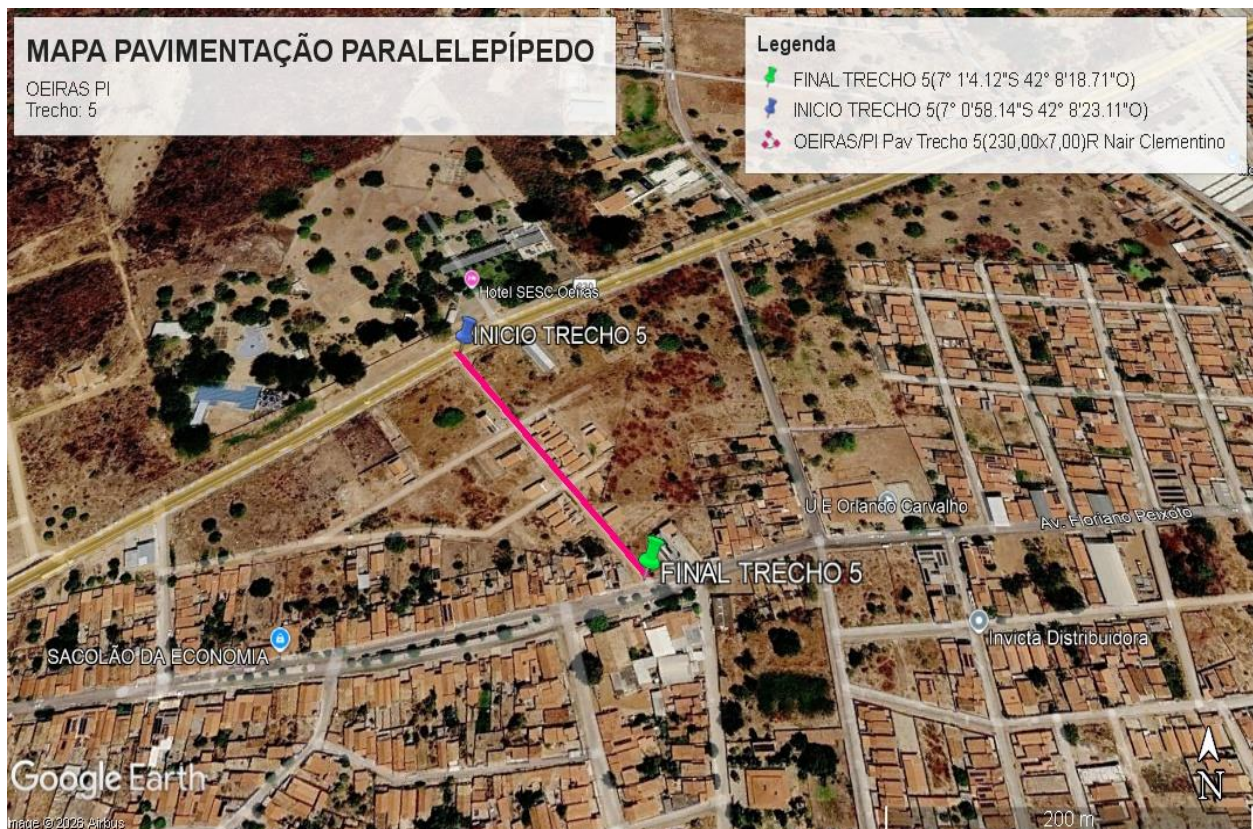 MAPA PAVIMENTAÇÃO PARALELEPÍPEDO
OEIRAS PI
Trecho: 5
Legenda
FINAL TRECHO 5(7° 1'4.12"S 42° 8'18.71"O)
INICIO TRECHO 5(7° 0'58.14"S 42° 8'23.11"O)
OEIRAS/PI Pav Trecho 5(230,00x7,00)R Nair Clementino
Hotel SESC Oeiras
INICIO TRECHO 5
U E Orlando Carvalho
Av. Floriano Peixoto
FINAL TRECHO 5
Invicta Distribuidora
SACOLÃO DA ECONOMIA
Google Earth
N
200 m
Image © 2026 Airbus